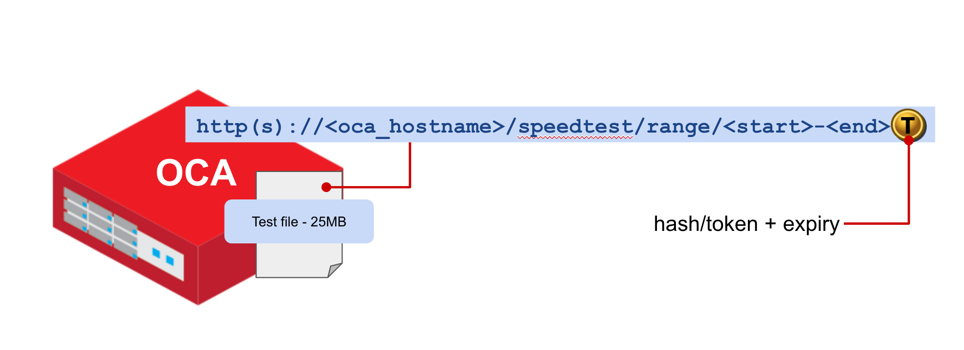 http(s)://<oca_hostname>/speedtest/range/<start>-<end>
T
OCA
Test file - 25MB
hash/token + expiry